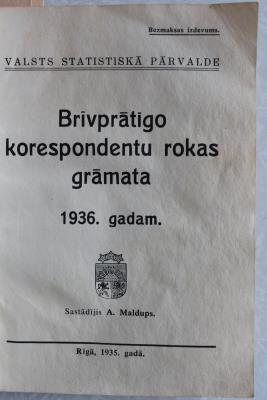 Bezmaksas izdevums.
VALSTS STATISTISKĀ PĀRVALDE
Brīvprātīgo
korespondentu rokas
grāmata
1936. gadam.
Sastādījis A. Maldups.
Rīgā, 1935. gadā.